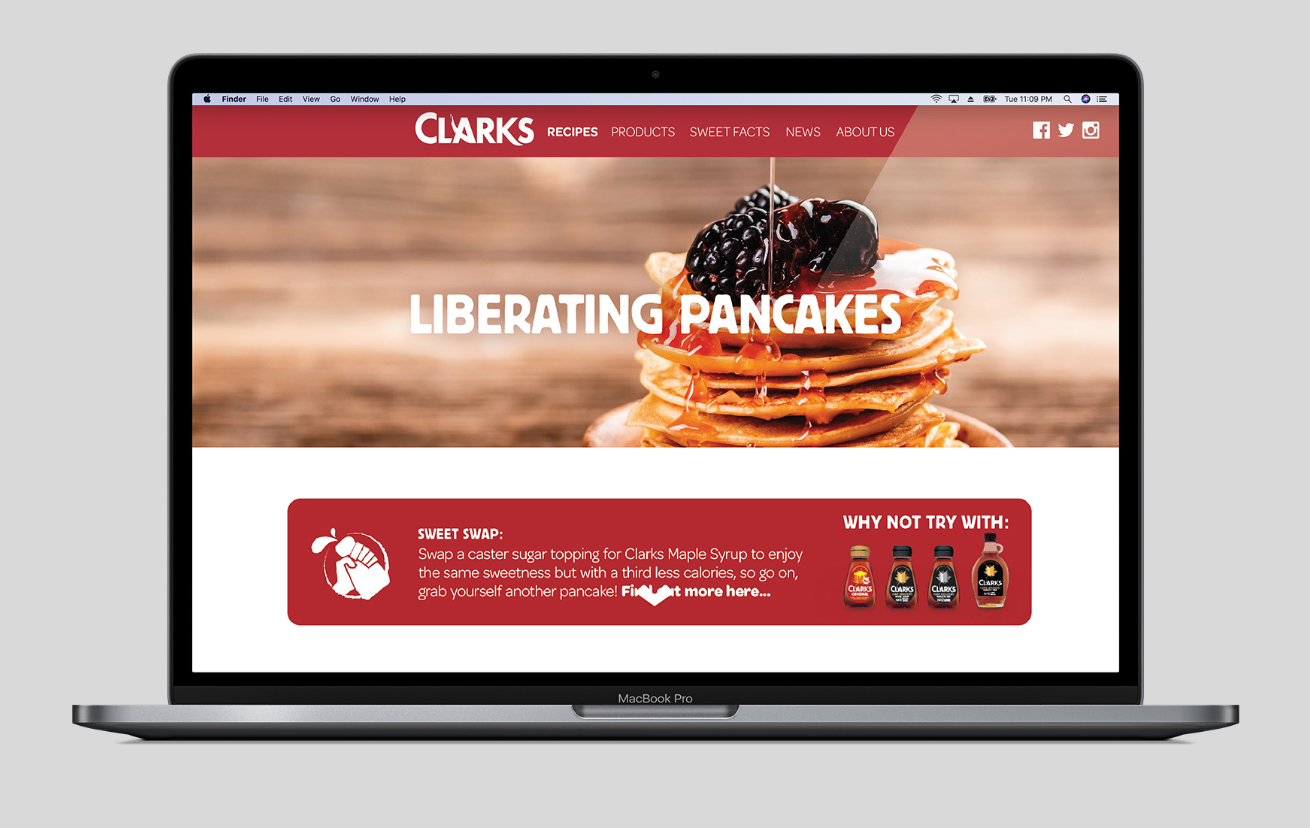 Finder File Edit View Go Window Help
Tue 11:09 PM
CLARKS RECIPES PRODUCTS SWEET FACTS NEWS ABOUT US
LIBERATING PANCAKES
SWEET SWAP:
Swap a caster sugar topping for Clarks Maple Syrup to enjoy
the same sweetness but with a third less calories, so go on,
grab yourself another pancake! Find out more here...
WHY NOT TRY WITH:
CLARKS CLARKS CLARKS CLARKS
ORIGINAL
MacBook Pro